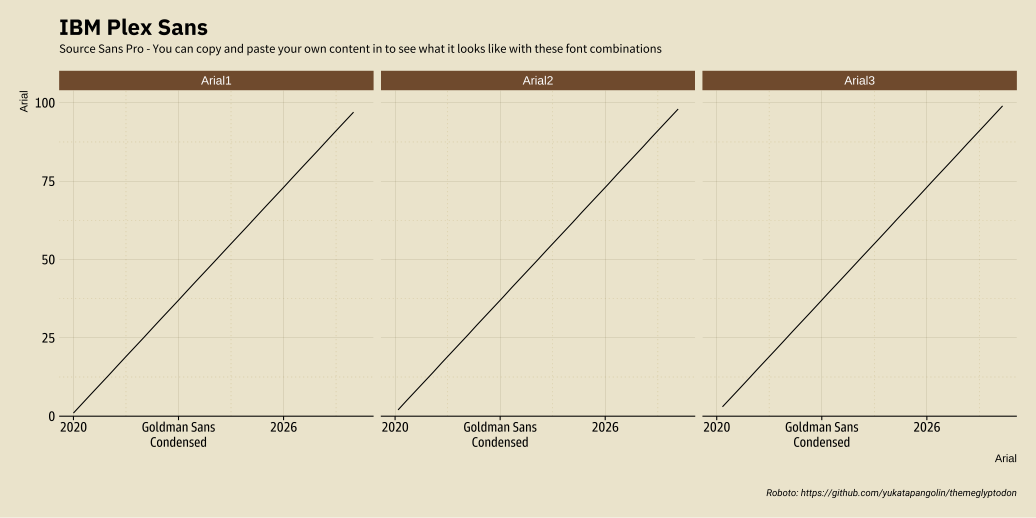 IBM Plex Sans
Source Sans Pro - You can copy and paste your own content in to see what it looks like with these font combinations
Arial1
Arial2
Arial3
Arial
100
75
50
25
0
2020
Goldman Sans
Condensed
2026
2020
Goldman Sans
Condensed
2026
2020
Goldman Sans
Condensed
2026
Arial
Roboto: https://github.com/yukatapangolin/themeglyptodon